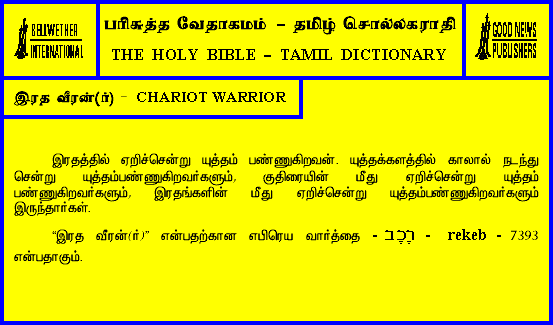 BELLWETHER
INTERNATIONAL
பரிசுத்த வேதாகமம் – தமிழ் சொல்லகராதி
THE HOLY BIBLE – TAMIL DICTIONARY
GOOD NEWS
PUBLISHERS
இரத வீரன்(ர்) - CHARIOT WARRIOR
இரதத்தில் ஏறிச்சென்று யுத்தம் பண்ணுகிறவன். யுத்தக்களத்தில் காலால் நடந்து
சென்று யுத்தம்பண்ணுகிறவர்களும், குதிரையின் மீது ஏறிச்சென்று யுத்தம்
பண்ணுகிறவர்களும், இரதங்களின் மீது ஏறிச்சென்று யுத்தம்பண்ணுகிறவர்களும்
இருந்தார்கள்.
“இரத வீரன்(ர்)” என்பதற்கான எபிரெய வார்த்தை - רֶכֶב - rekeb - 7393
என்பதாகும்.